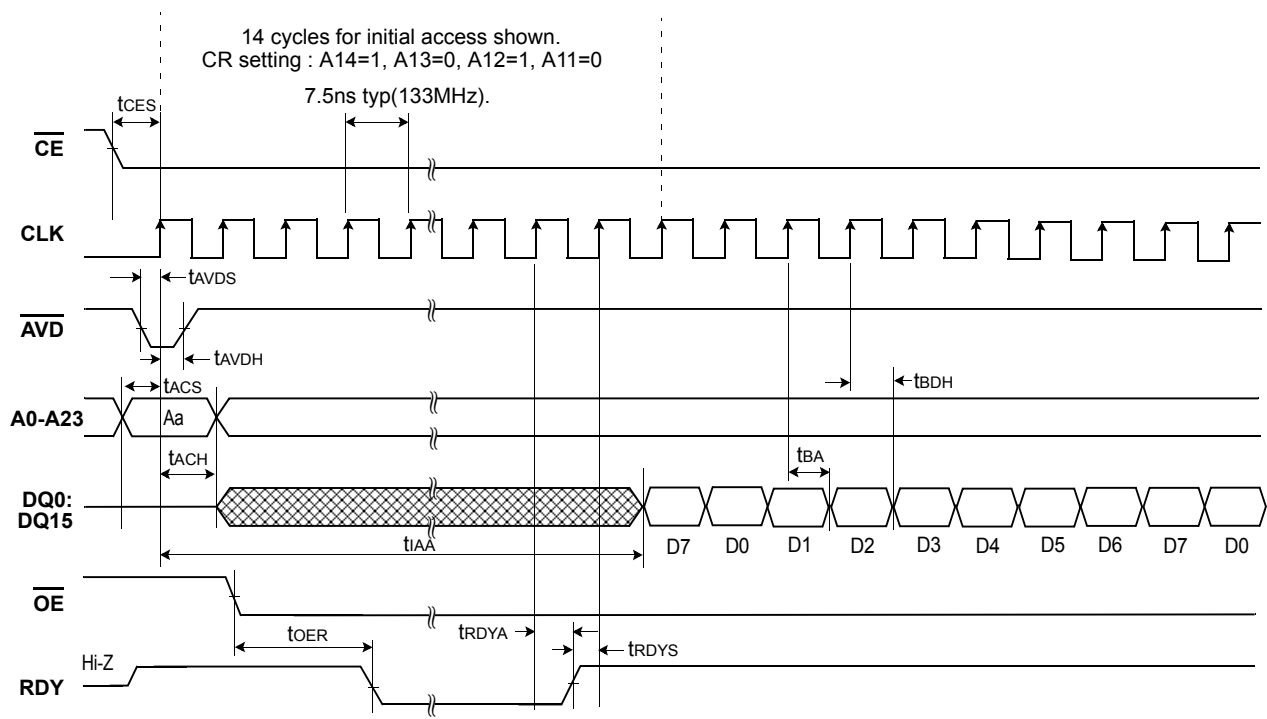 14 cycles for initial access shown.
CR setting : A14=1, A13=0, A12=1, A11=0
7.5ns typ(133MHz).
tCES
CE
CLK
tAVDS
AVD
tAVDH
tACS
tBDH
A0-A23
Aa
tACH
tBA
DQ0:
DQ15
tIAA
D7 D0 D1 D2 D3 D4 D5 D6 D7 D0
OE
tOER
tRDYA
tRDYS
Hi-Z
RDY